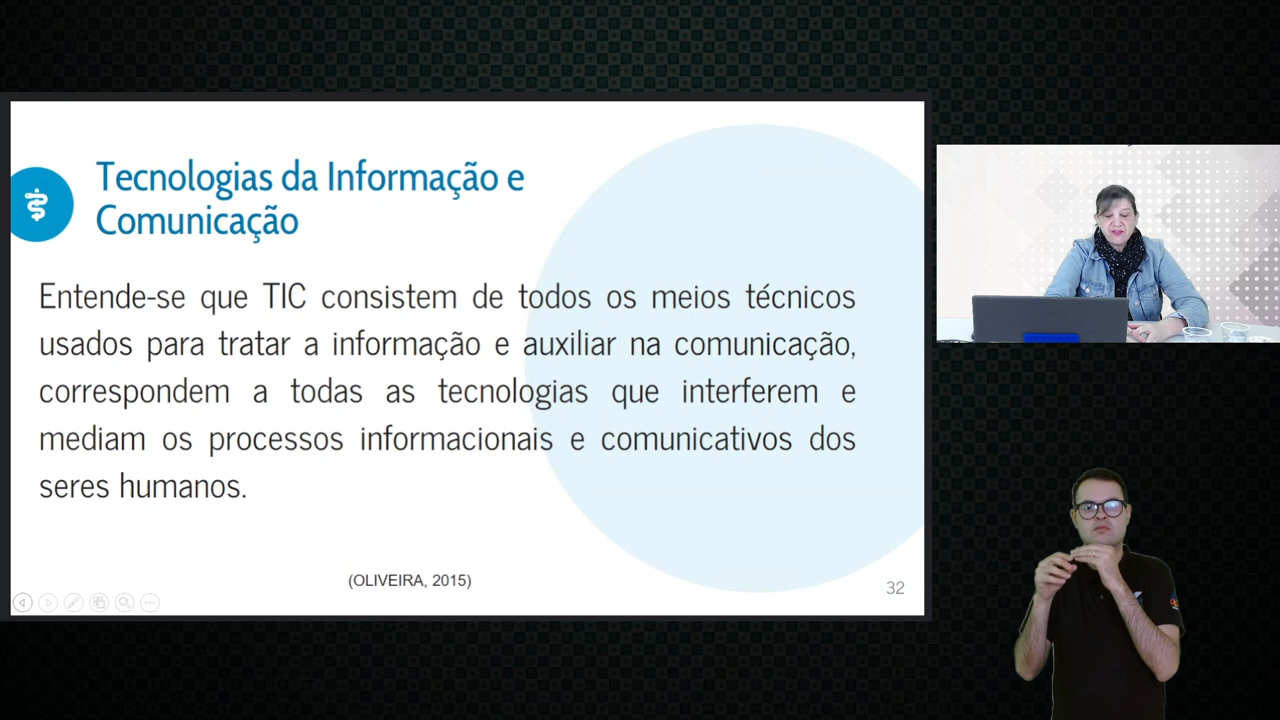 Tecnologias da Informação e
Comunicação
Entende-se que TIC consistem de todos os meios técnicos
usados para tratar a informação e auxiliar na comunicação,
correspondem a todas as tecnologias que interferem e
mediam os processos informacionais e comunicativos dos
seres humanos.
(OLIVEIRA, 2015)
32